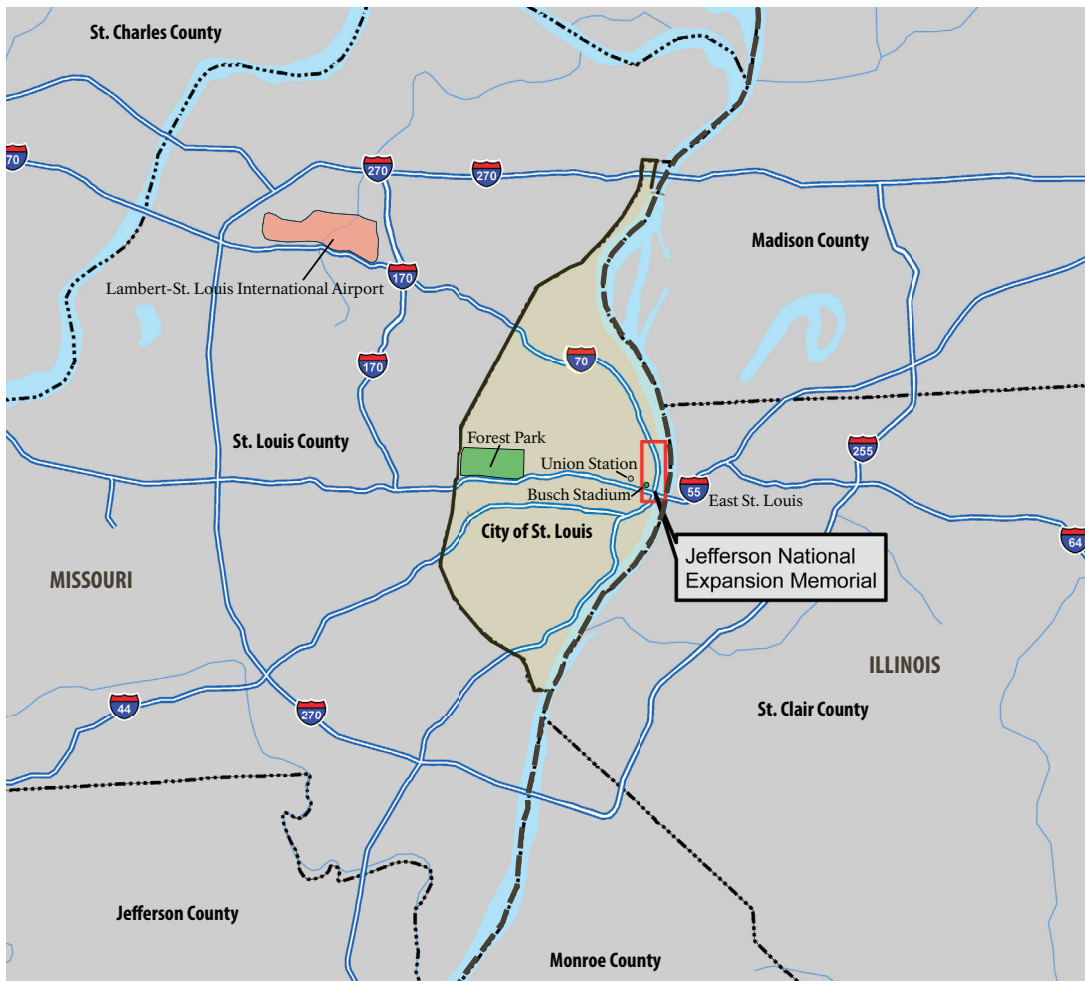 St. Charles County
70
270
270
Madison County
Lambert-St. Louis International Airport
170
170
70
St. Louis County
Forest Park
255
Union Station
Busch Stadium
55
East St. Louis
City of St. Louis
64
Jefferson National
Expansion Memorial
MISSOURI
ILLINOIS
44
270
St. Clair County
Jefferson County
Monroe County